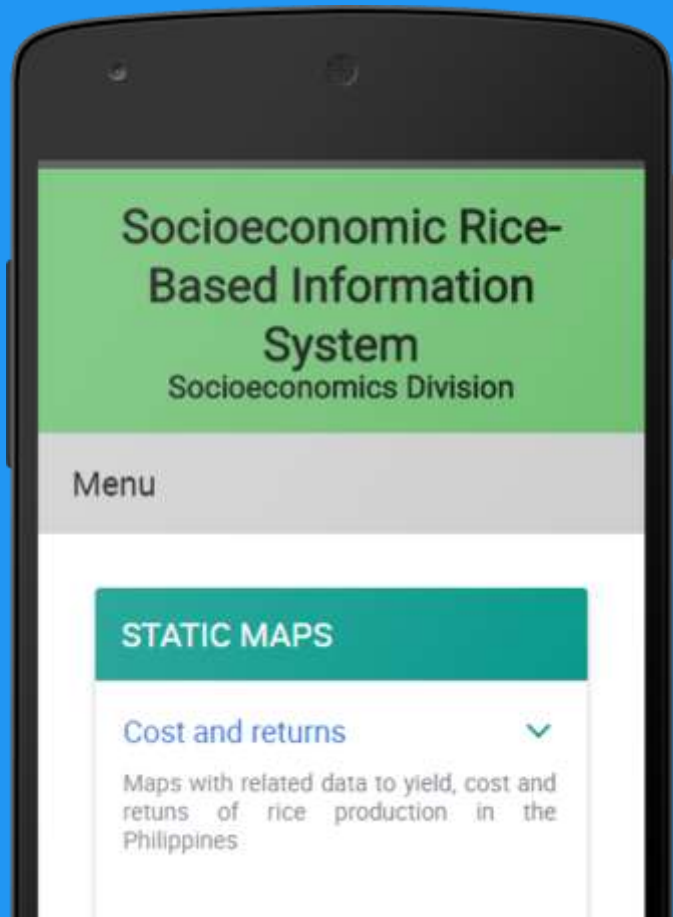 Socioeconomic Rice-
Based Information
System
Socioeconomics Division
Menu
STATIC MAPS
Cost and returns
Maps with related data to yield, cost and
retuns of rice production in the
Philippines